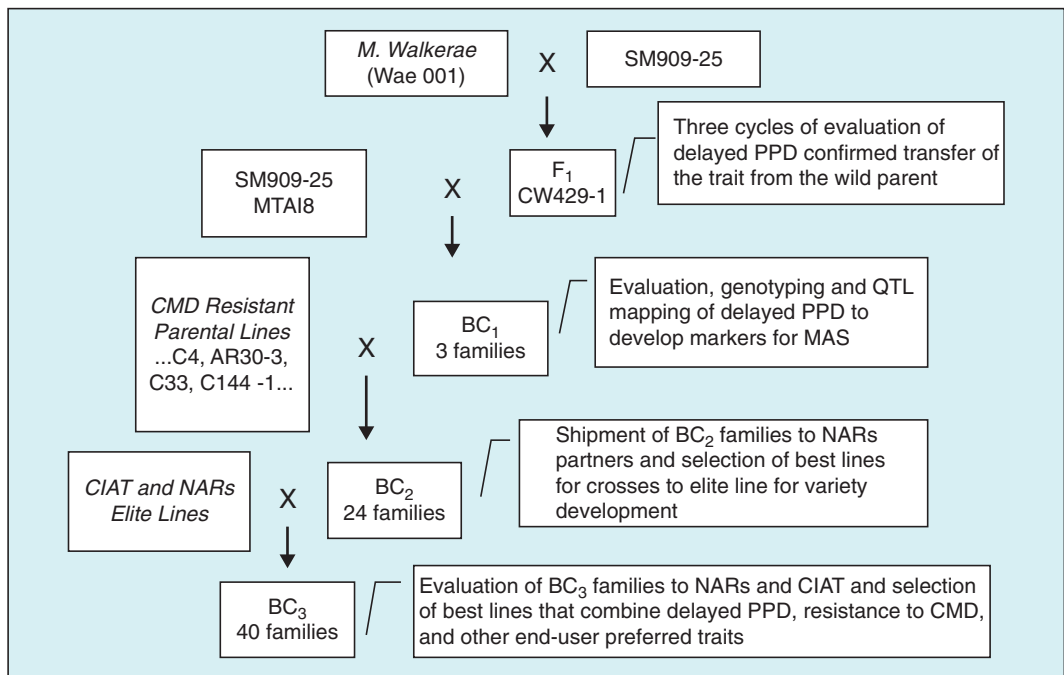 M. Walkerae
(Wae 001)
X
SM909-25
Three cycles of evaluation of
delayed PPD confirmed transfer of
the trait from the wild parent
SM909-25
MTAI8
X
F1
CW429-1
CMD Resistant
Parental Lines
...C4, AR30-3,
C33, C144 -1...
X
BC1
3 families
Evaluation, genotyping and QTL
mapping of delayed PPD to
develop markers for MAS
CIAT and NARs
Elite Lines
X
BC2
24 families
Shipment of BC2 families to NARs
partners and selection of best lines
for crosses to elite line for variety
development
BC3
40 families
Evaluation of BC3 families to NARs and CIAT and selection
of best lines that combine delayed PPD, resistance to CMD,
and other end-user preferred traits